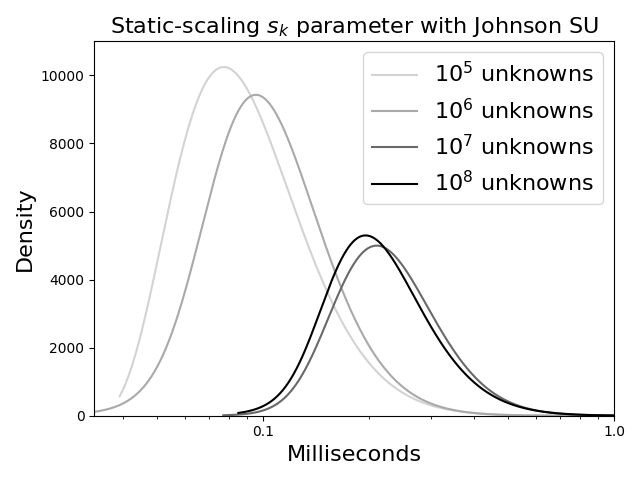 Static-scaling s_k parameter with Johnson SU
10^5 unknowns
10^6 unknowns
10^7 unknowns
10^8 unknowns
Density
10000
8000
6000
4000
2000
0
0.1
1.0
Milliseconds